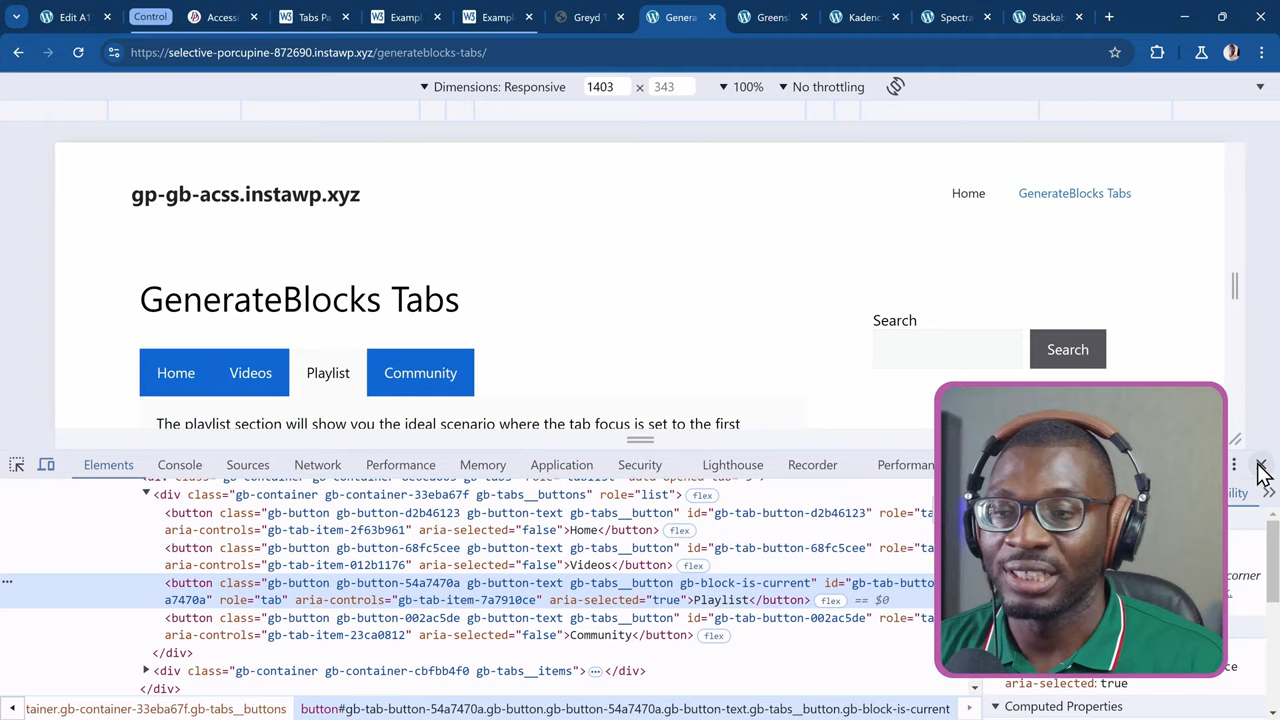 Edit A1
Control
Accessi
Tabs Pa
Exampl
Exampl
Greyd T
Genera
Greensh
Kadenc
Spectra
Stackab
https://selective-porcupine-872690.instawp.xyz/generateblocks-tabs/
Dimensions: Responsive 1403 × 343 100% No throttling
gp-gb-acss.instawp.xyz
Home GenerateBlocks Tabs
GenerateBlocks Tabs
Search
Search
Home Videos Playlist Community
The playlist section will show you the ideal scenario where the tab focus is set to the first
Elements Console Sources Network Performance Memory Application Security Lighthouse Recorder Performan
<div class="gb-container gb-container-33eba67f gb-tabs__buttons" role="list"> flex
<button class="gb-button gb-button-d2b46123 gb-button-text gb-tabs__button" id="gb-tab-button-d2b46123" role="ta
aria-controls="gb-tab-item-2f63b961" aria-selected="false">Home</button> flex
<button class="gb-button gb-button-68fc5cee gb-button-text gb-tabs__button" id="gb-tab-button-68fc5cee" role="ta
aria-controls="gb-tab-item-012b1176" aria-selected="false">Videos</button> flex
<button class="gb-button gb-button-54a7470a gb-button-text gb-tabs__button gb-block-is-current" id="gb-tab-button
a7470a" role="tab" aria-controls="gb-tab-item-7a7910ce" aria-selected="true">Playlist</button> flex == $0
<button class="gb-button gb-button-002ac5de gb-button-text gb-tabs__button" id="gb-tab-button-002ac5de" role="ta
aria-controls="gb-tab-item-23ca0812" aria-selected="false">Community</button> flex
</div>
<div class="gb-container gb-container-cbfbb4f0 gb-tabs__items"> … </div>
</div>
tainer.gb-container-33eba67f.gb-tabs__buttons button#gb-tab-button-54a7470a.gb-button.gb-button-54a7470a.gb-button-text.gb-tabs__button.gb-block-is-current
bility
corner
aria-selected: true
Computed Properties